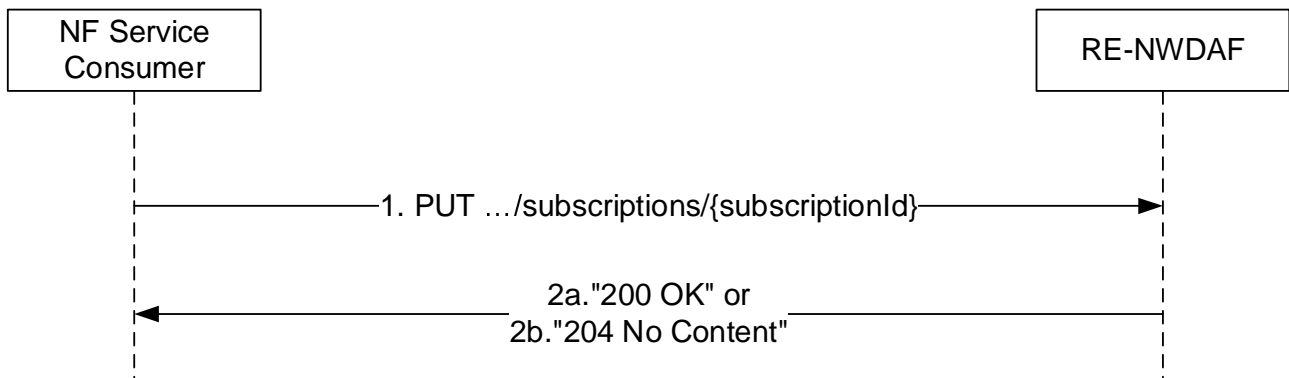 NF Service
Consumer
RE-NWDAF
1. PUT …/subscriptions/{subscriptionId}
2a."200 OK" or
2b."204 No Content"